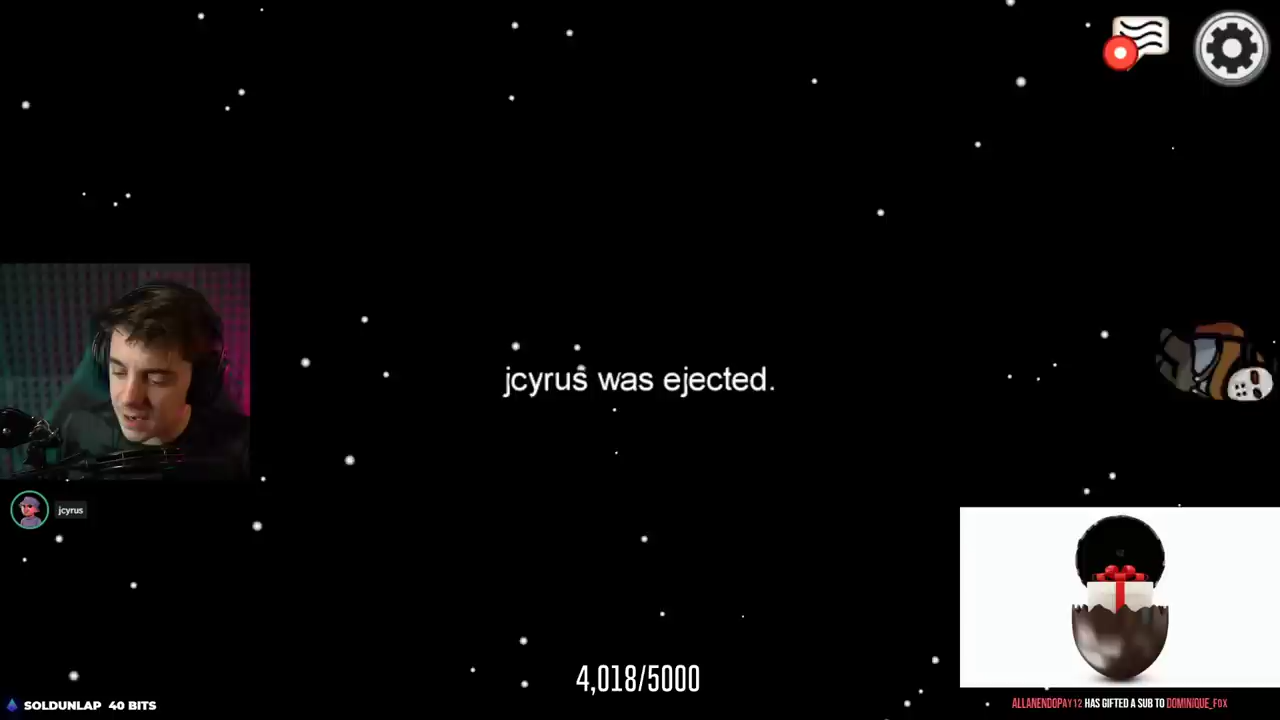 jcyrus was ejected.
jcyrus
4,018/5000
SOLDUNLAP 40 BITS
ALLANENDOPAY12 HAS GIFTED A SUB TO DOMINIQUE_FOX